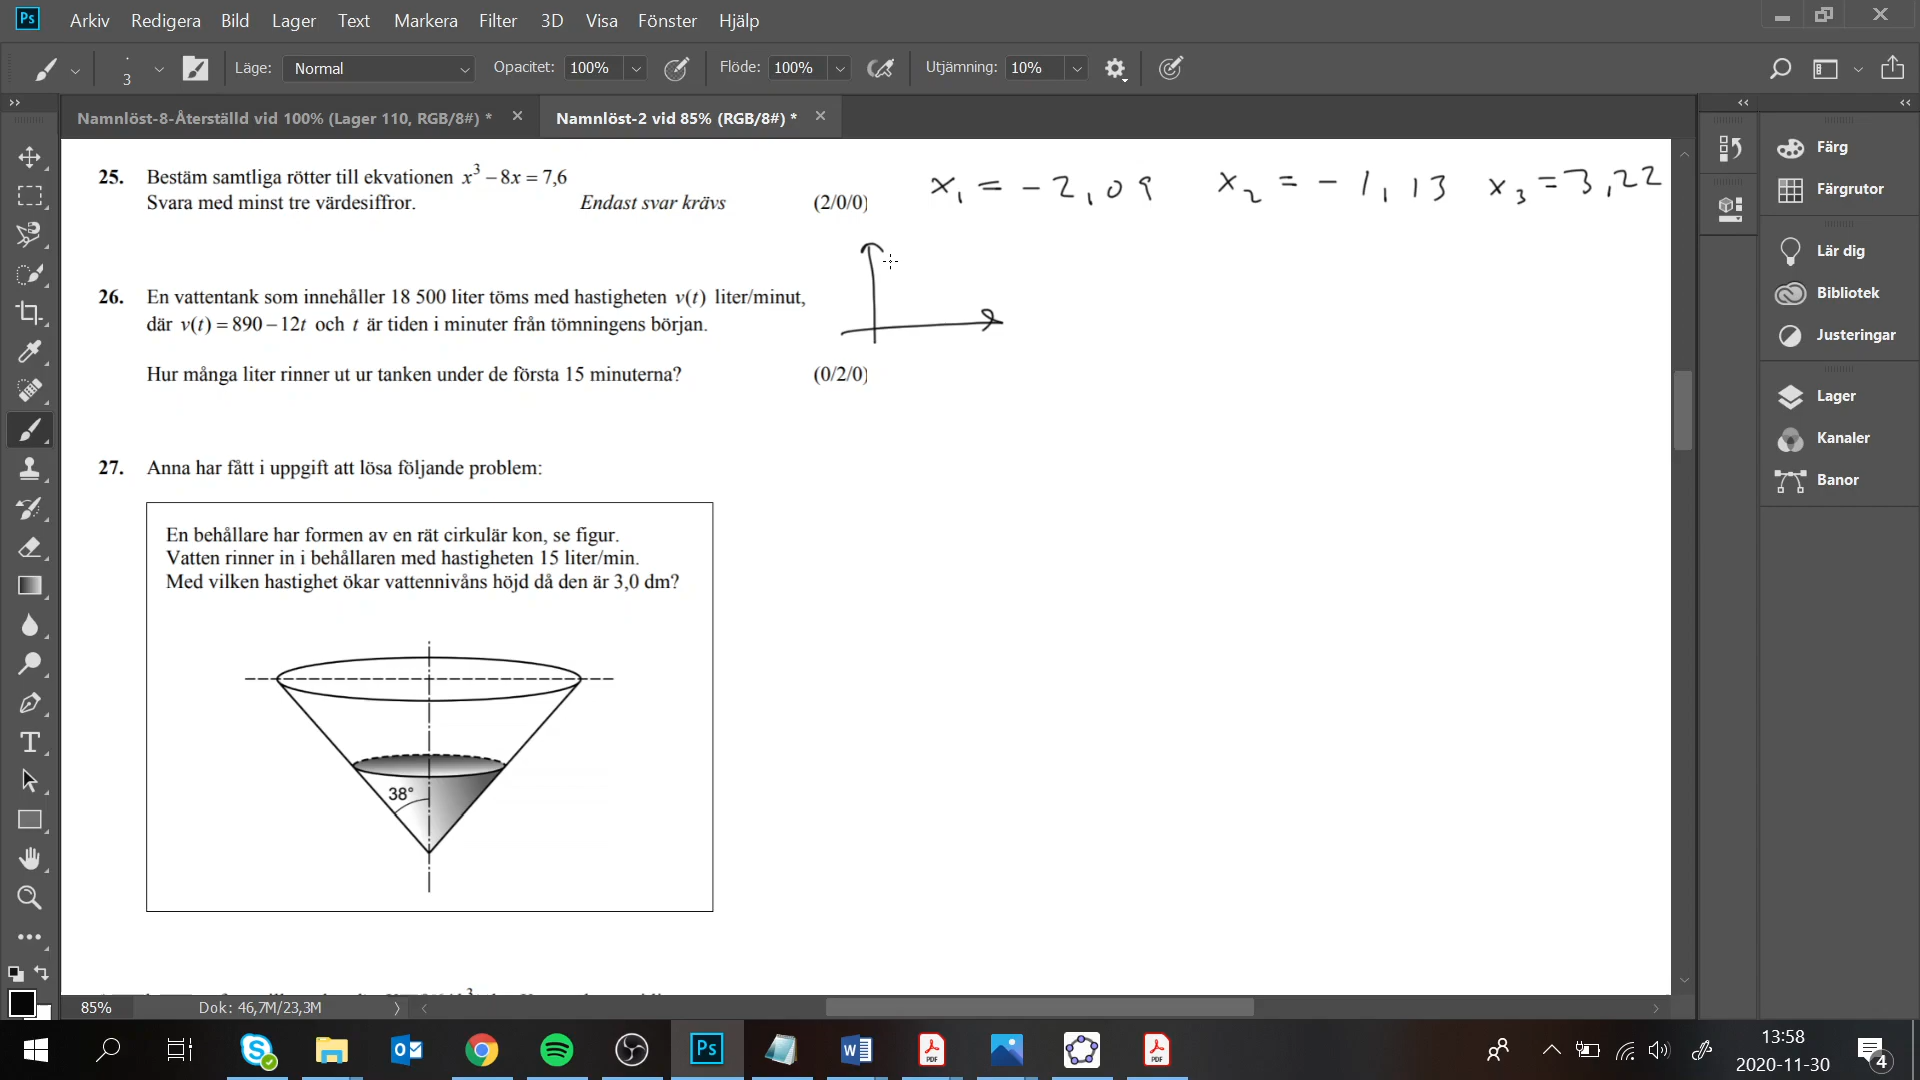 Ps Arkiv Redigera Bild Lager Text Markera Filter 3D Visa Fönster Hjälp
3 Läge: Normal Opacitet: 100% Flöde: 100% Utjämning: 10%
Namnlöst-8-Återställd vid 100% (Lager 110, RGB/8#) * × Namnlöst-2 vid 85% (RGB/8#) * ×
25. Bestäm samtliga rötter till ekvationen x³ – 8x = 7,6
Svara med minst tre värdesiffror. Endast svar krävs (2/0/0)
x₁ = -2,09 x₂ = -1,13 x₃ = 3,22
26. En vattentank som innehåller 18 500 liter töms med hastigheten v(t) liter/minut,
där v(t) = 890 – 12t och t är tiden i minuter från tömningens början.
Hur många liter rinner ut ur tanken under de första 15 minuterna? (0/2/0)
27. Anna har fått i uppgift att lösa följande problem:
En behållare har formen av en rät cirkulär kon, se figur.
Vatten rinner in i behållaren med hastigheten 15 liter/min.
Med vilken hastighet ökar vattennivåns höjd då den är 3,0 dm?
38°
Färg
Färgrutor
Lär dig
Bibliotek
Justeringar
Lager
Kanaler
Banor
85% Dok: 46,7M/23,3M
Ps
13:58
2020-11-30
4